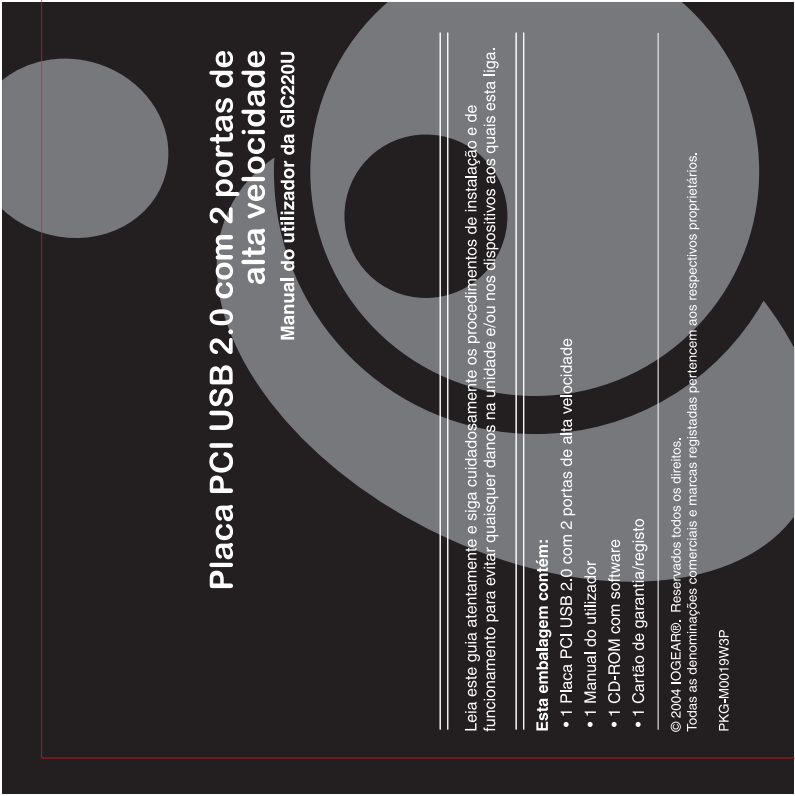 Placa PCI USB 2.0 com 2 portas de
alta velocidade
Manual do utilizador da GIC220U
Leia este guia atentamente e siga cuidadosamente os procedimentos de instalação e de
funcionamento para evitar quaisquer danos na unidade e/ou nos dispositivos aos quais esta liga.
Esta embalagem contém:
• 1 Placa PCI USB 2.0 com 2 portas de alta velocidade
• 1 Manual do utilizador
• 1 CD-ROM com software
• 1 Cartão de garantia/registo
© 2004 IOGEAR®. Reservados todos os direitos.
Todas as denominações comerciais e marcas registadas pertencem aos respectivos proprietários.
PKG-M0019W3P